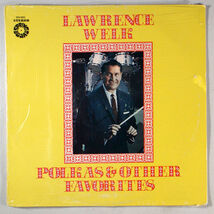 LAWRENCE
WELK
POLKAS & OTHER
FAVORITES